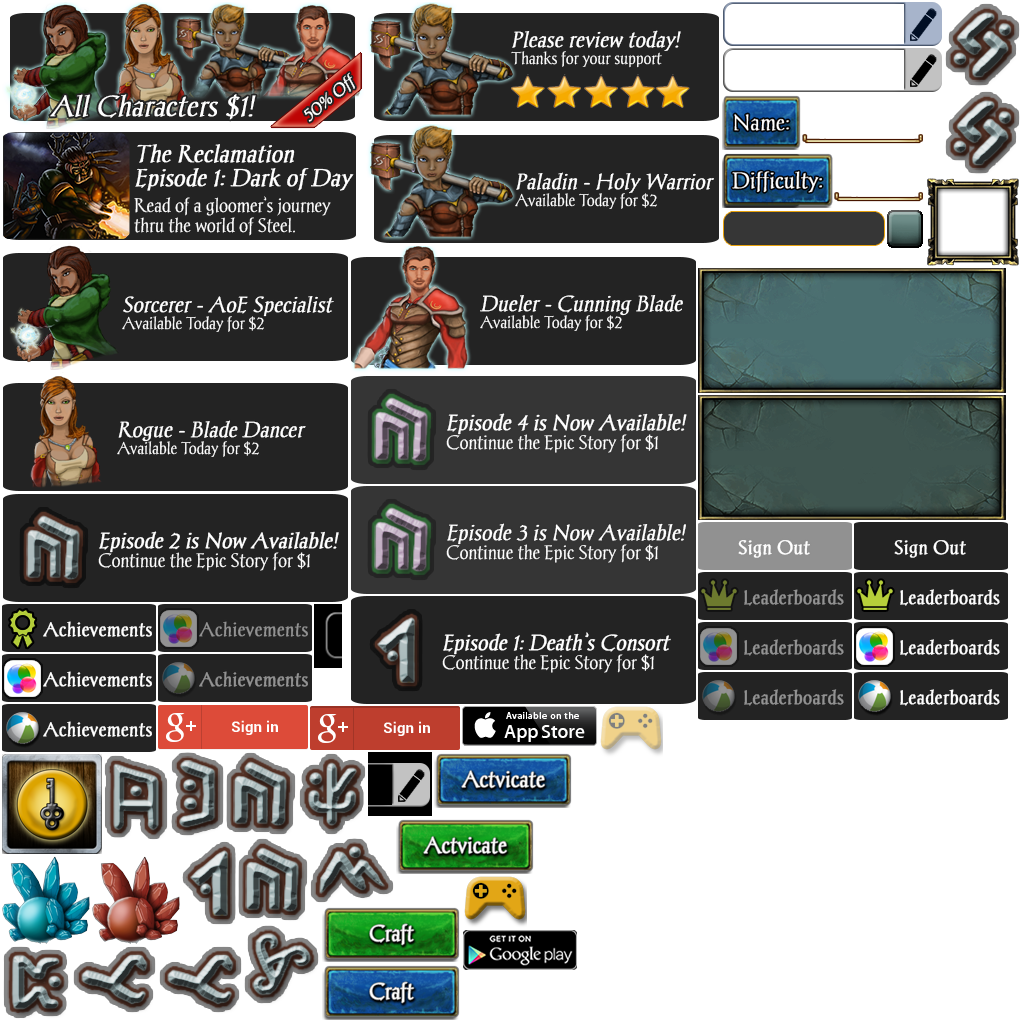 All Characters $1!
50% Off
Please review today!
Thanks for your support
Name:
The Reclamation
Episode 1: Dark of Day
Read of a gloomer's journey
thru the world of Steel.
Paladin - Holy Warrior
Available Today for $2
Difficulty:
Sorcerer - AoE Specialist
Available Today for $2
Dueler - Cunning Blade
Available Today for $2
Rogue - Blade Dancer
Available Today for $2
Episode 4 is Now Available!
Continue the Epic Story for $1
Episode 2 is Now Available!
Continue the Epic Story for $1
Episode 3 is Now Available!
Continue the Epic Story for $1
Sign Out
Sign Out
Leaderboards
Leaderboards
Achievements
Achievements
Episode 1: Death's Consort
Continue the Epic Story for $1
Leaderboards
Leaderboards
Achievements
Achievements
Leaderboards
Leaderboards
Achievements
g+ Sign in
g+ Sign in
Available on the
App Store
Actvicate
Actvicate
Craft
GET IT ON
Google play
Craft